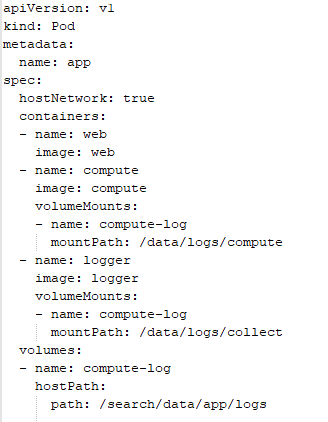 apiVersion: v1
kind: Pod
metadata:
  name: app
spec:
  hostNetwork: true
  containers:
  - name: web
    image: web
  - name: compute
    image: compute
    volumeMounts:
    - name: compute-log
      mountPath: /data/logs/compute
  - name: logger
    image: logger
    volumeMounts:
    - name: compute-log
      mountPath: /data/logs/collect
  volumes:
  - name: compute-log
    hostPath:
      path: /search/data/app/logs